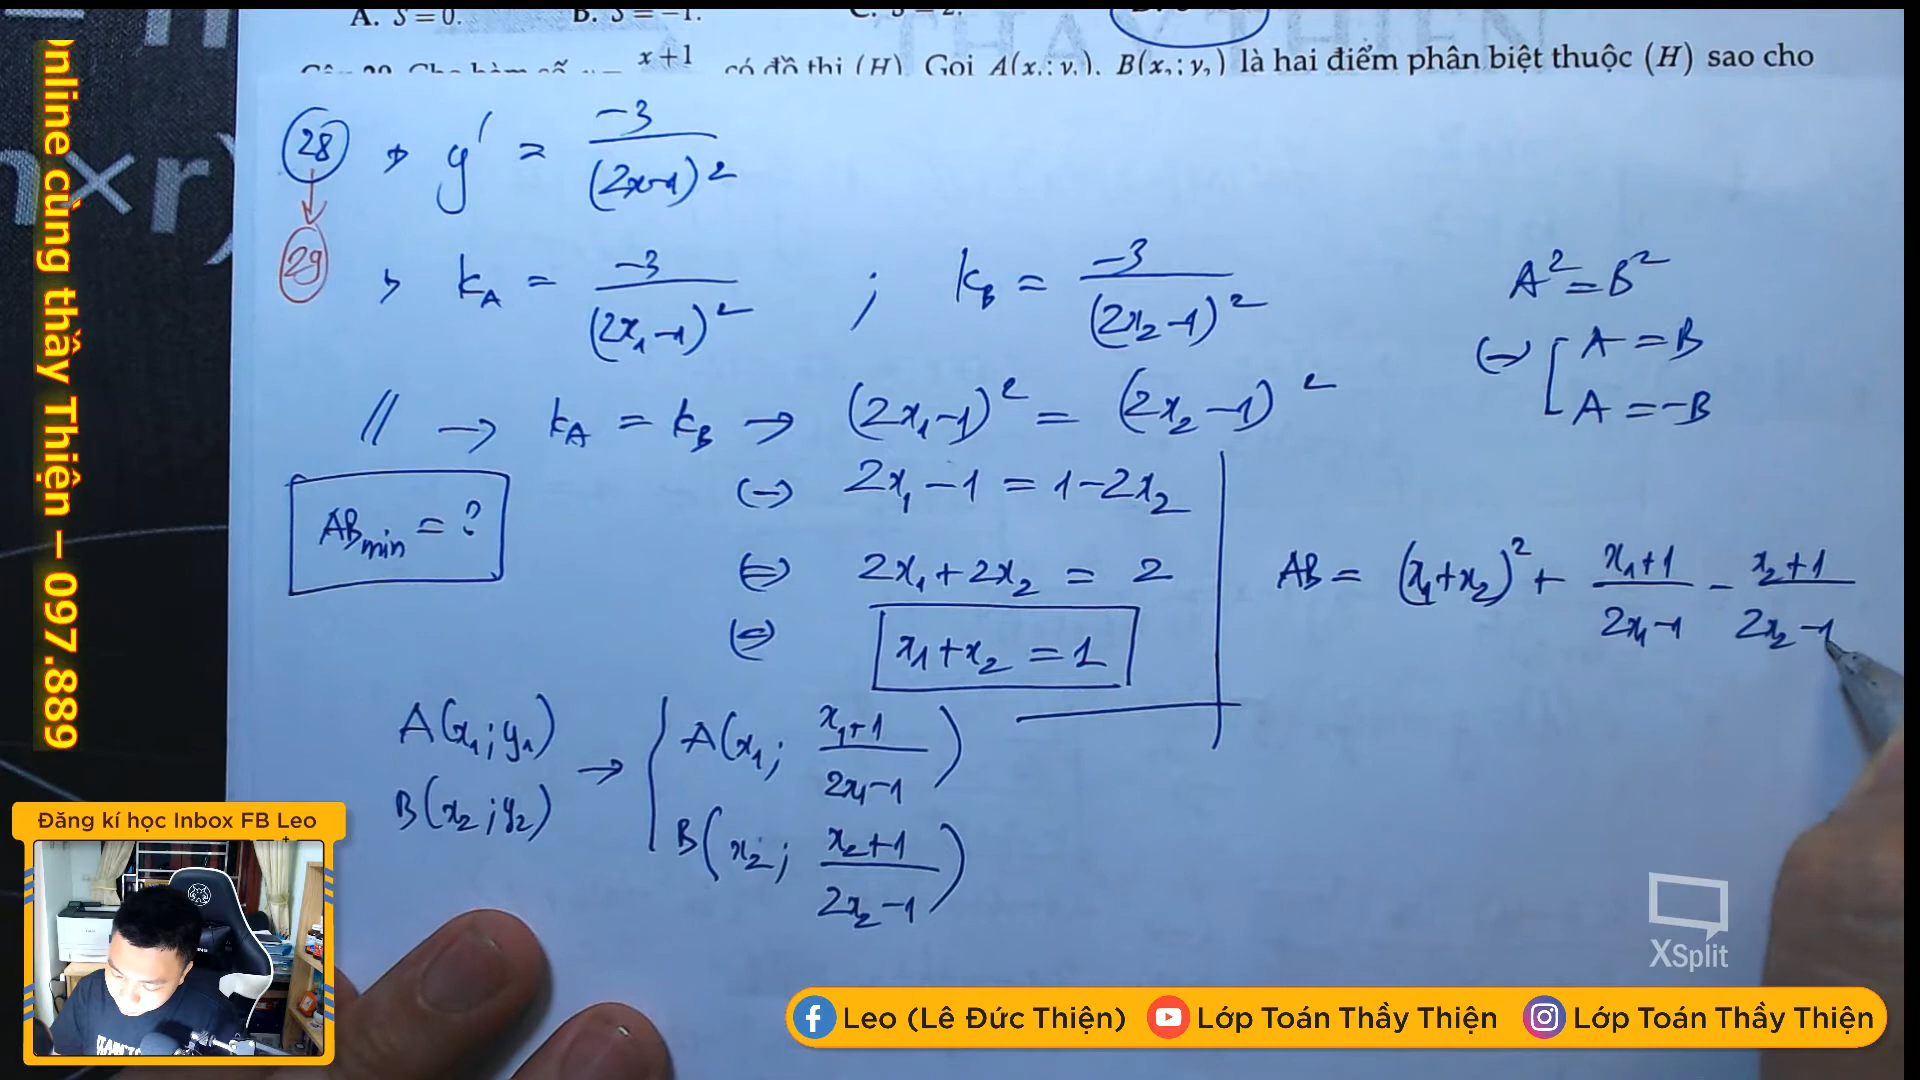 A. S = 0. B. S = -1.
x+1
có đồ thị (H). Gọi A(x₁; y₁), B(x₂; y₂) là hai điểm phân biệt thuộc (H) sao cho
28 → y' = -3/(2x-1)²
29
→ k_A = -3/(2x₁-1)² ; k_B = -3/(2x₂-1)²
A² = B²
(-) [ A = B
A = -B
// → k_A = k_B → (2x₁-1)² = (2x₂-1)²
(-) 2x₁ - 1 = 1 - 2x₂
AB_min = ?
(=) 2x₁ + 2x₂ = 2
(=) x₁ + x₂ = 1
AB = (x₁+x₂)² + (x₁+1)/(2x₁-1) - (x₂+1)/(2x₂-1)
A(x₁; y₁)
B(x₂; y₂)
→ { A(x₁; (x₁+1)/(2x₁-1))
B(x₂; (x₂+1)/(2x₂-1))
nline cùng thầy Thiện – 097.889
n×r)
Đăng kí học Inbox FB Leo
XSplit
Leo (Lê Đức Thiện) Lớp Toán Thầy Thiện Lớp Toán Thầy Thiện